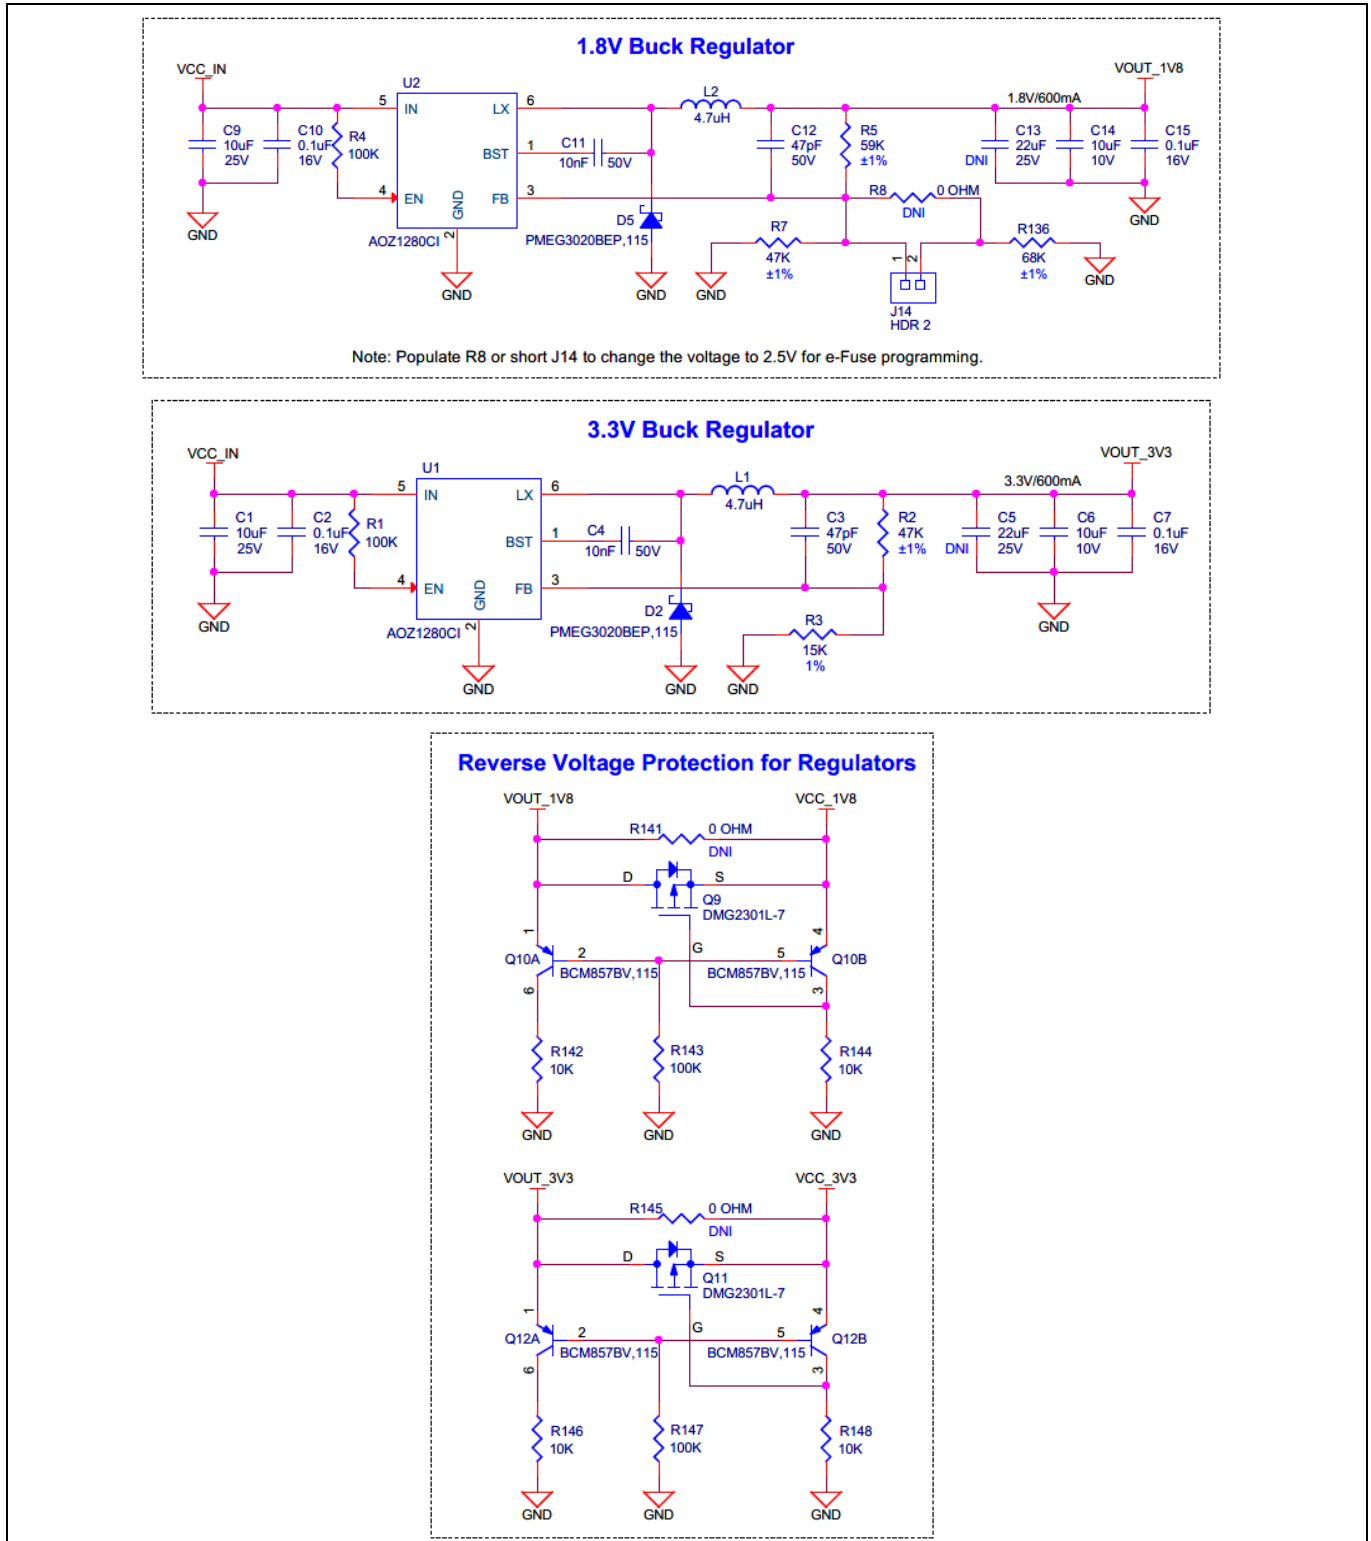 1.8V Buck Regulator
VCC_IN
VOUT_1V8
U2
5
IN
LX
6
L2
4.7uH
1.8V/600mA
C9
10uF
25V
C10
0.1uF
16V
R4
100K
BST
1
C11
10nF
50V
C12
47pF
50V
R5
59K
±1%
C13
22uF
25V
DNI
C14
10uF
10V
C15
0.1uF
16V
4
EN
GND
FB
3
R8
0 OHM
DNI
GND
AOZ1280CI
2
D5
PMEG3020BEP,115
R7
47K
±1%
R136
68K
±1%
GND
GND
GND
GND
1
2
GND
J14
HDR 2
Note: Populate R8 or short J14 to change the voltage to 2.5V for e-Fuse programming.
3.3V Buck Regulator
VCC_IN
VOUT_3V3
U1
5
IN
LX
6
L1
4.7uH
3.3V/600mA
C1
10uF
25V
C2
0.1uF
16V
R1
100K
BST
1
C4
10nF
50V
C3
47pF
50V
R2
47K
±1%
C5
22uF
25V
DNI
C6
10uF
10V
C7
0.1uF
16V
4
EN
GND
FB
3
GND
AOZ1280CI
2
D2
PMEG3020BEP,115
R3
15K
1%
GND
GND
GND
GND
Reverse Voltage Protection for Regulators
VOUT_1V8
VCC_1V8
R141
0 OHM
DNI
D
S
Q9
DMG2301L-7
1
4
G
Q10A
2
BCM857BV,115
5
BCM857BV,115
Q10B
6
3
R142
10K
R143
100K
R144
10K
GND
GND
GND
VOUT_3V3
VCC_3V3
R145
0 OHM
DNI
D
S
Q11
DMG2301L-7
1
4
G
Q12A
2
BCM857BV,115
5
BCM857BV,115
Q12B
6
3
R146
10K
R147
100K
R148
10K
GND
GND
GND